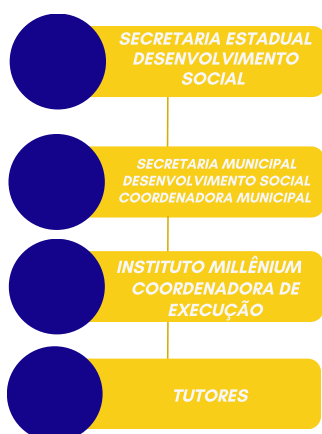 SECRETARIA ESTADUAL
DESENVOLVIMENTO
SOCIAL
SECRETARIA MUNICIPAL
DESENVOLVIMENTO SOCIAL
COORDENADORA MUNICIPAL
INSTITUTO MILLÊNIUM
COORDENADORA DE
EXECUÇÃO
TUTORES